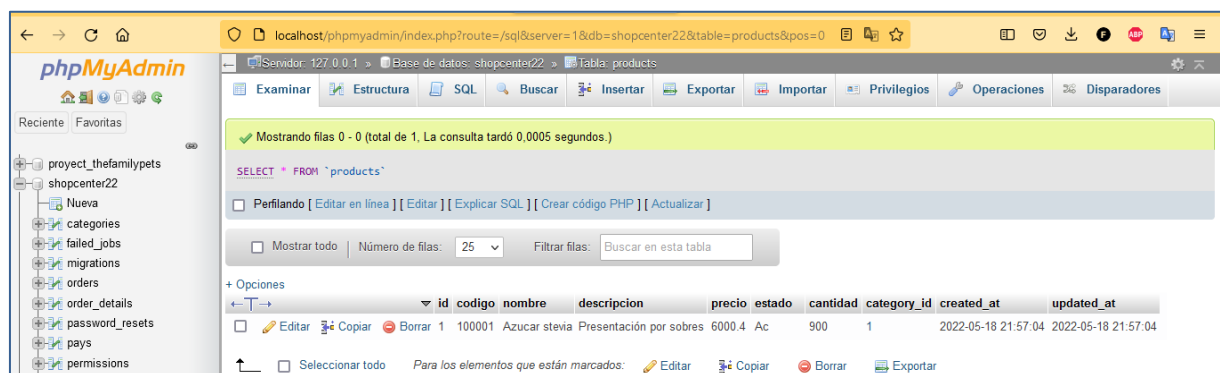 localhost/phpmyadmin/index.php?route=/sql&server=1&db=shopcenter22&table=products&pos=0
phpMyAdmin
Reciente Favoritas
proyect_thefamilypets
shopcenter22
Nueva
categories
failed_jobs
migrations
orders
order_details
password_resets
pays
permissions
Servidor: 127.0.0.1 » Base de datos: shopcenter22 » Tabla: products
Examinar Estructura SQL Buscar Insertar Exportar Importar Privilegios Operaciones Disparadores
Mostrando filas 0 - 0 (total de 1, La consulta tardó 0,0005 segundos.)
SELECT * FROM `products`
Perfilando [ Editar en línea ] [ Editar ] [ Explicar SQL ] [ Crear código PHP ] [ Actualizar ]
Mostrar todo | Número de filas: 25 Filtrar filas: Buscar en esta tabla
+ Opciones
id codigo nombre descripcion precio estado cantidad category_id created_at updated_at
Editar Copiar Borrar 1 100001 Azucar stevia Presentación por sobres 6000.4 Ac 900 1 2022-05-18 21:57:04 2022-05-18 21:57:04
Seleccionar todo Para los elementos que están marcados: Editar Copiar Borrar Exportar